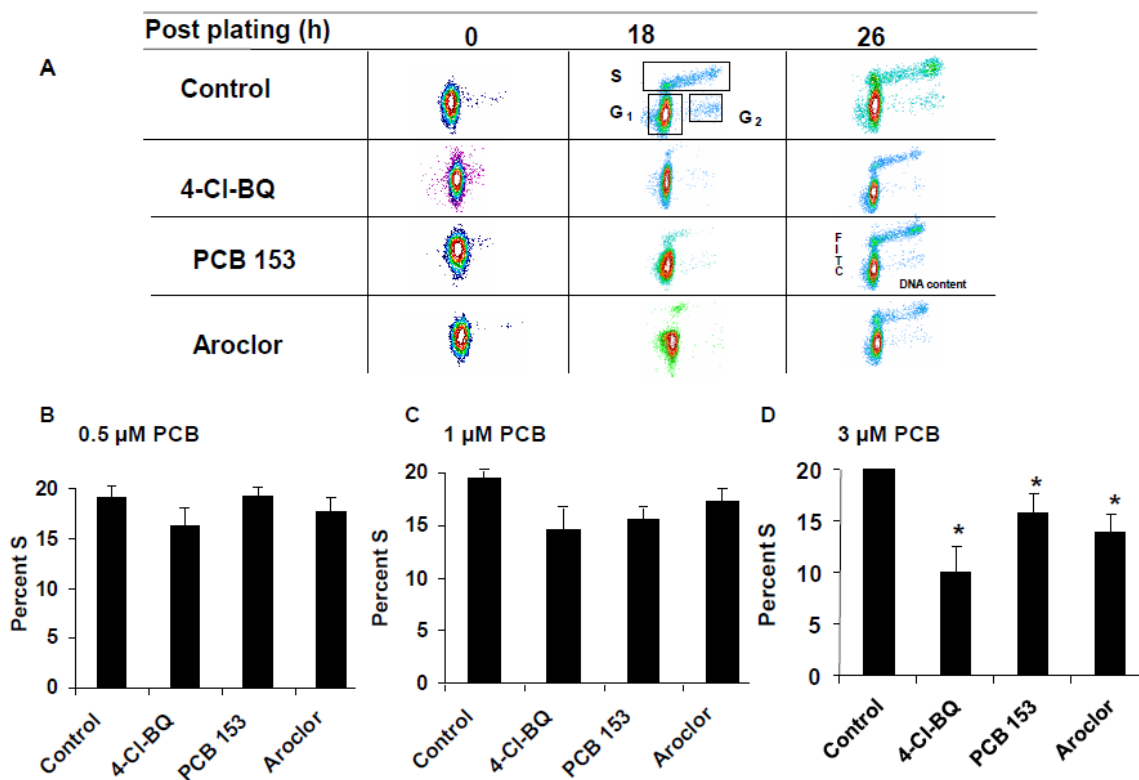 Post plating (h) 0 18 26
A
Control
S
G1
G2
4-Cl-BQ
PCB 153
FITC
DNA content
Aroclor
B
0.5 µM PCB
Percent S
20
15
10
5
0
Control
4-Cl-BQ
PCB 153
Aroclor
C
1 µM PCB
Percent S
20
15
10
5
0
Control
4-Cl-BQ
PCB 153
Aroclor
D
3 µM PCB
Percent S
20
15
10
5
0
*
*
*
Control
4-Cl-BQ
PCB 153
Aroclor